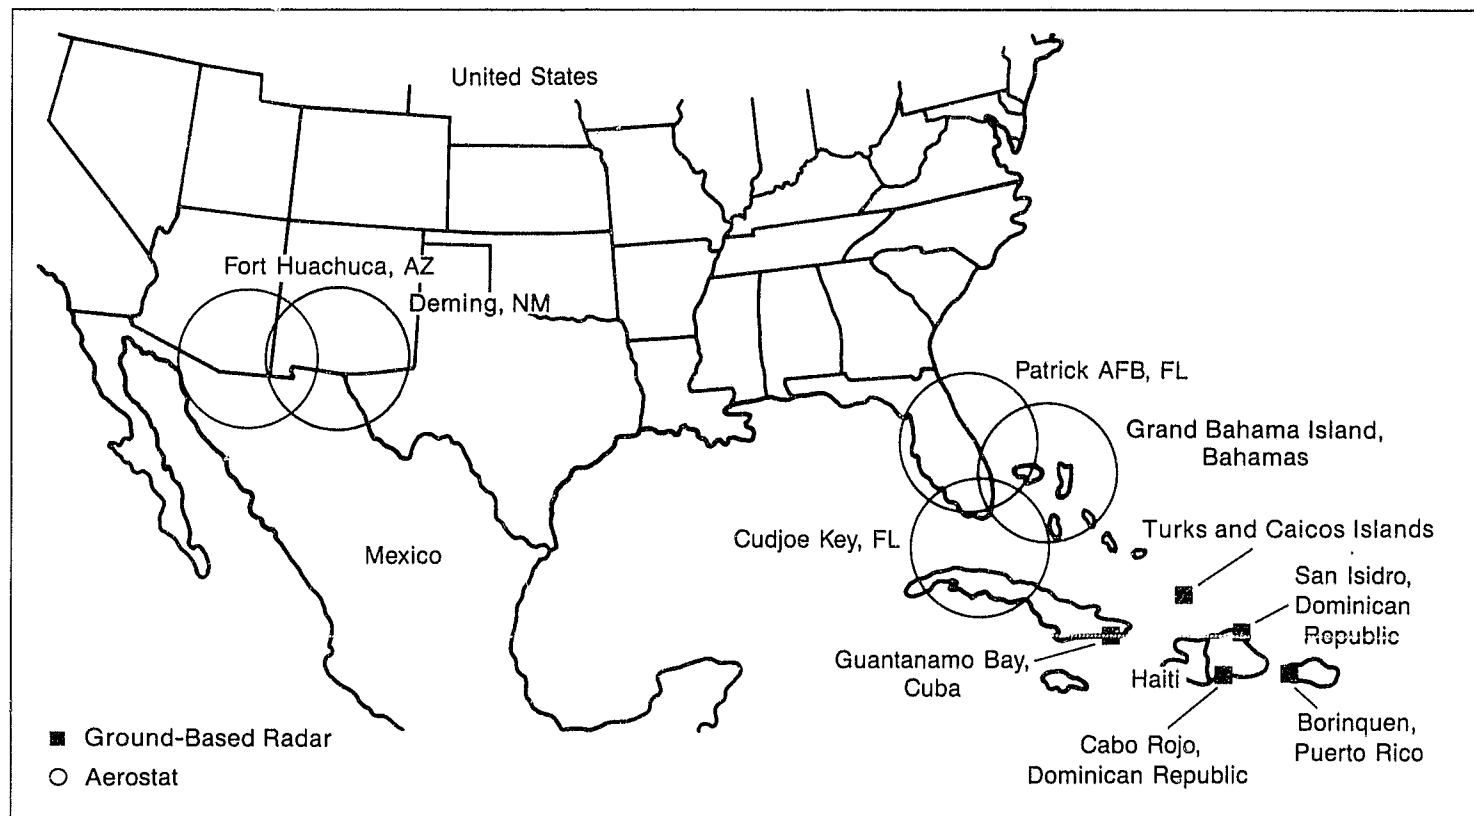 United States
Fort Huachuca, AZ
Deming, NM
Patrick AFB, FL
Grand Bahama Island,
Bahamas
Cudjoe Key, FL
Turks and Caicos Islands
Mexico
San Isidro,
Dominican
Republic
Guantanamo Bay,
Cuba
Haiti
Borinquen,
Puerto Rico
Cabo Rojo,
Dominican Republic
Ground-Based Radar
Aerostat